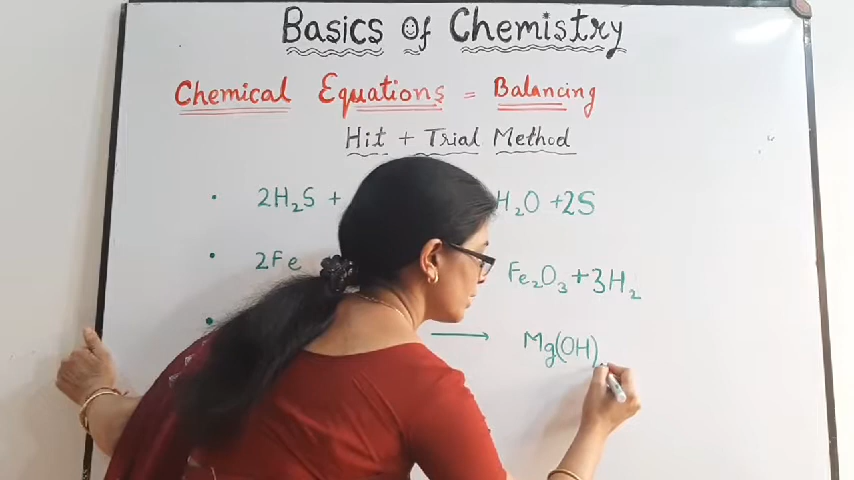 Basics of Chemistry
Chemical Equations = Balancing
Hit + Trial Method
• 2H₂S + H₂O + 2S
• 2Fe Fe₂O₃ + 3H₂
• → Mg(OH)